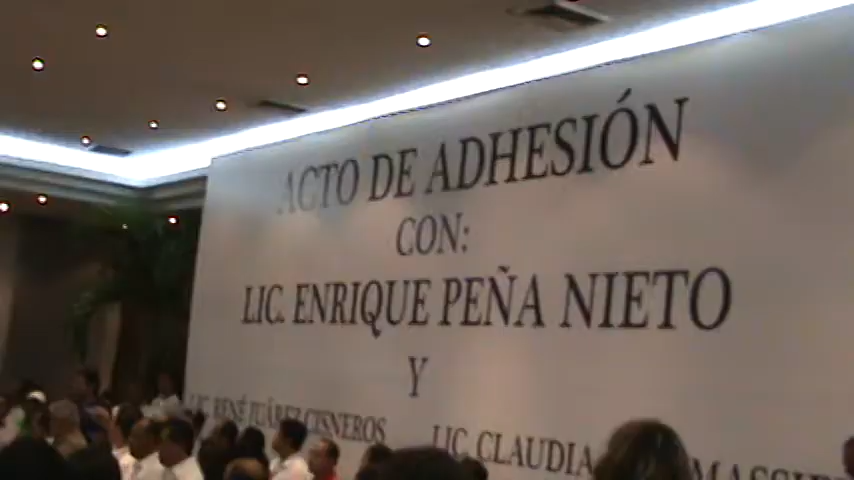 ACTO DE ADHESIÓN
CON:
LIC. ENRIQUE PEÑA NIETO
Y
LIC. RENÉ JUÁREZ CISNEROS LIC. CLAUDIA